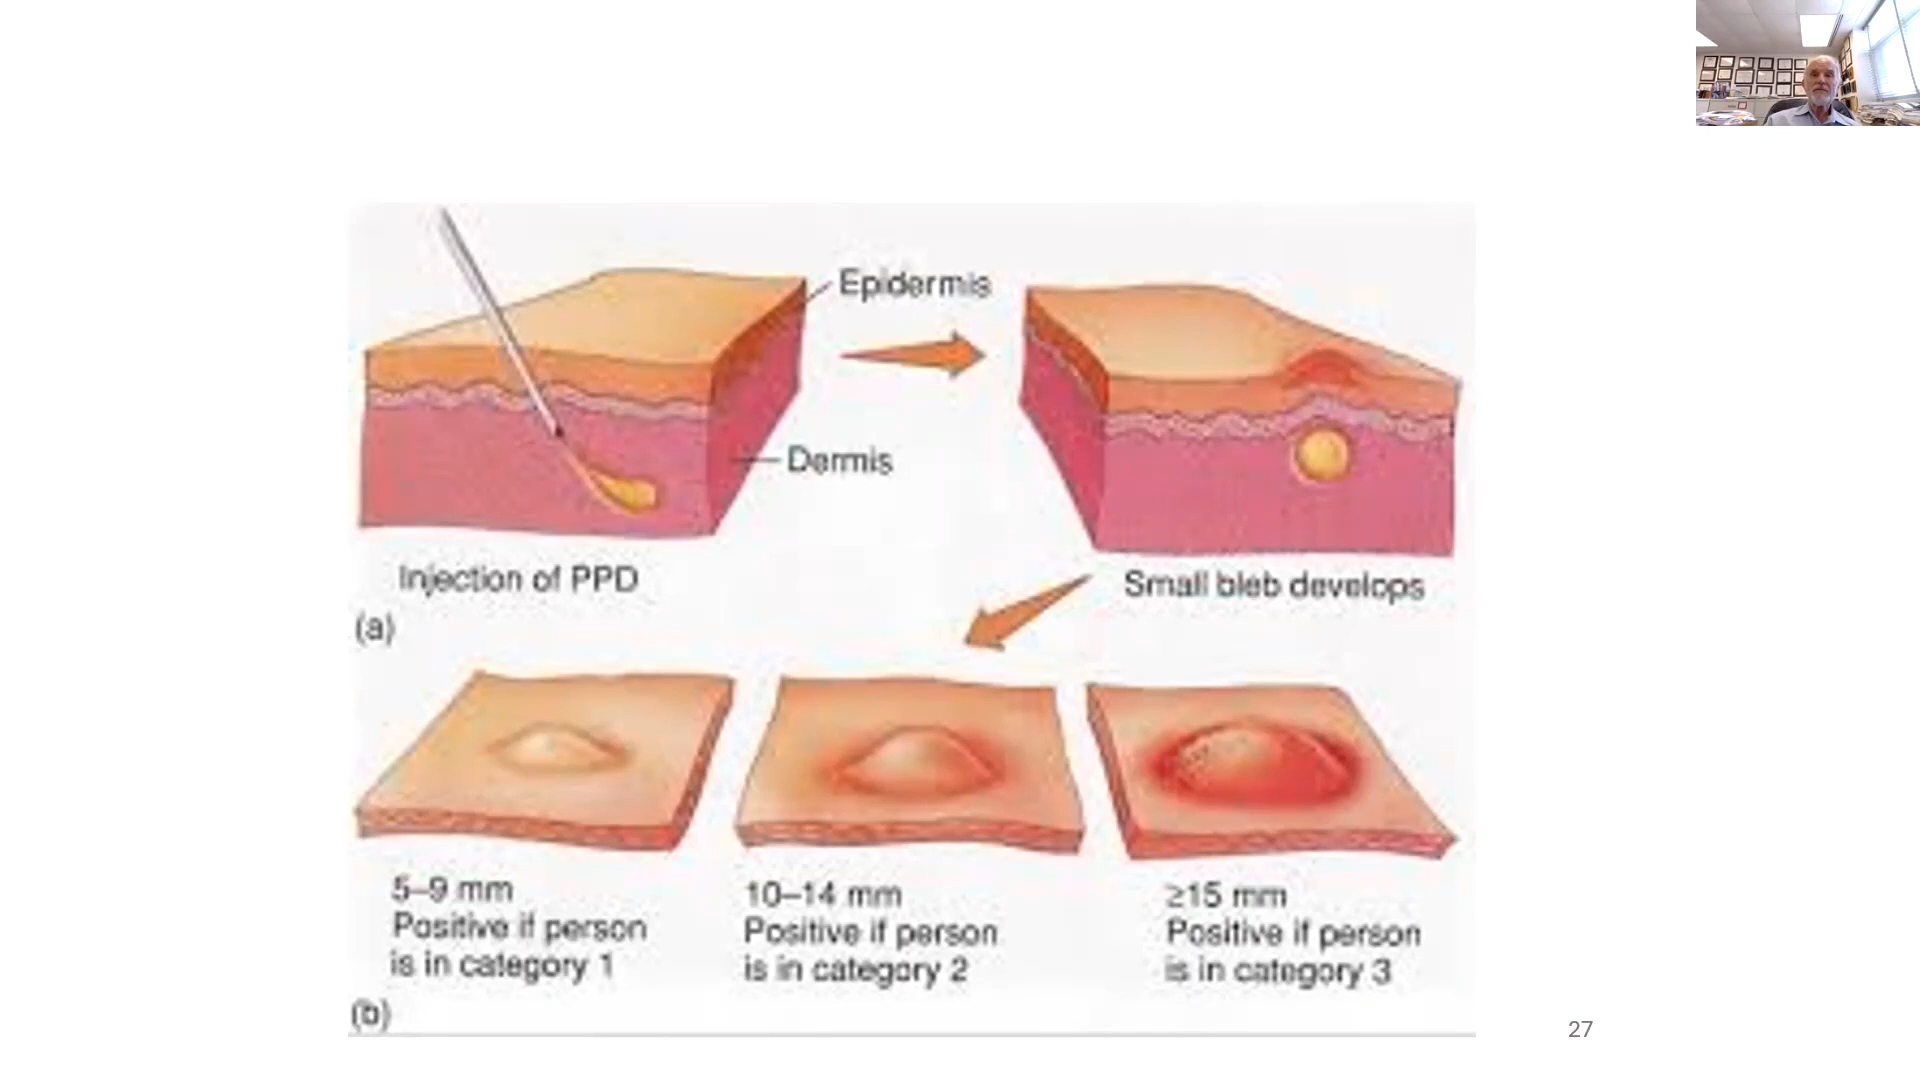 Epidermis
Dermis
Injection of PPD
Small bleb develops
(a)
5–9 mm
Positive if person
is in category 1
10–14 mm
Positive if person
is in category 2
≥15 mm
Positive if person
is in category 3
(b)
27